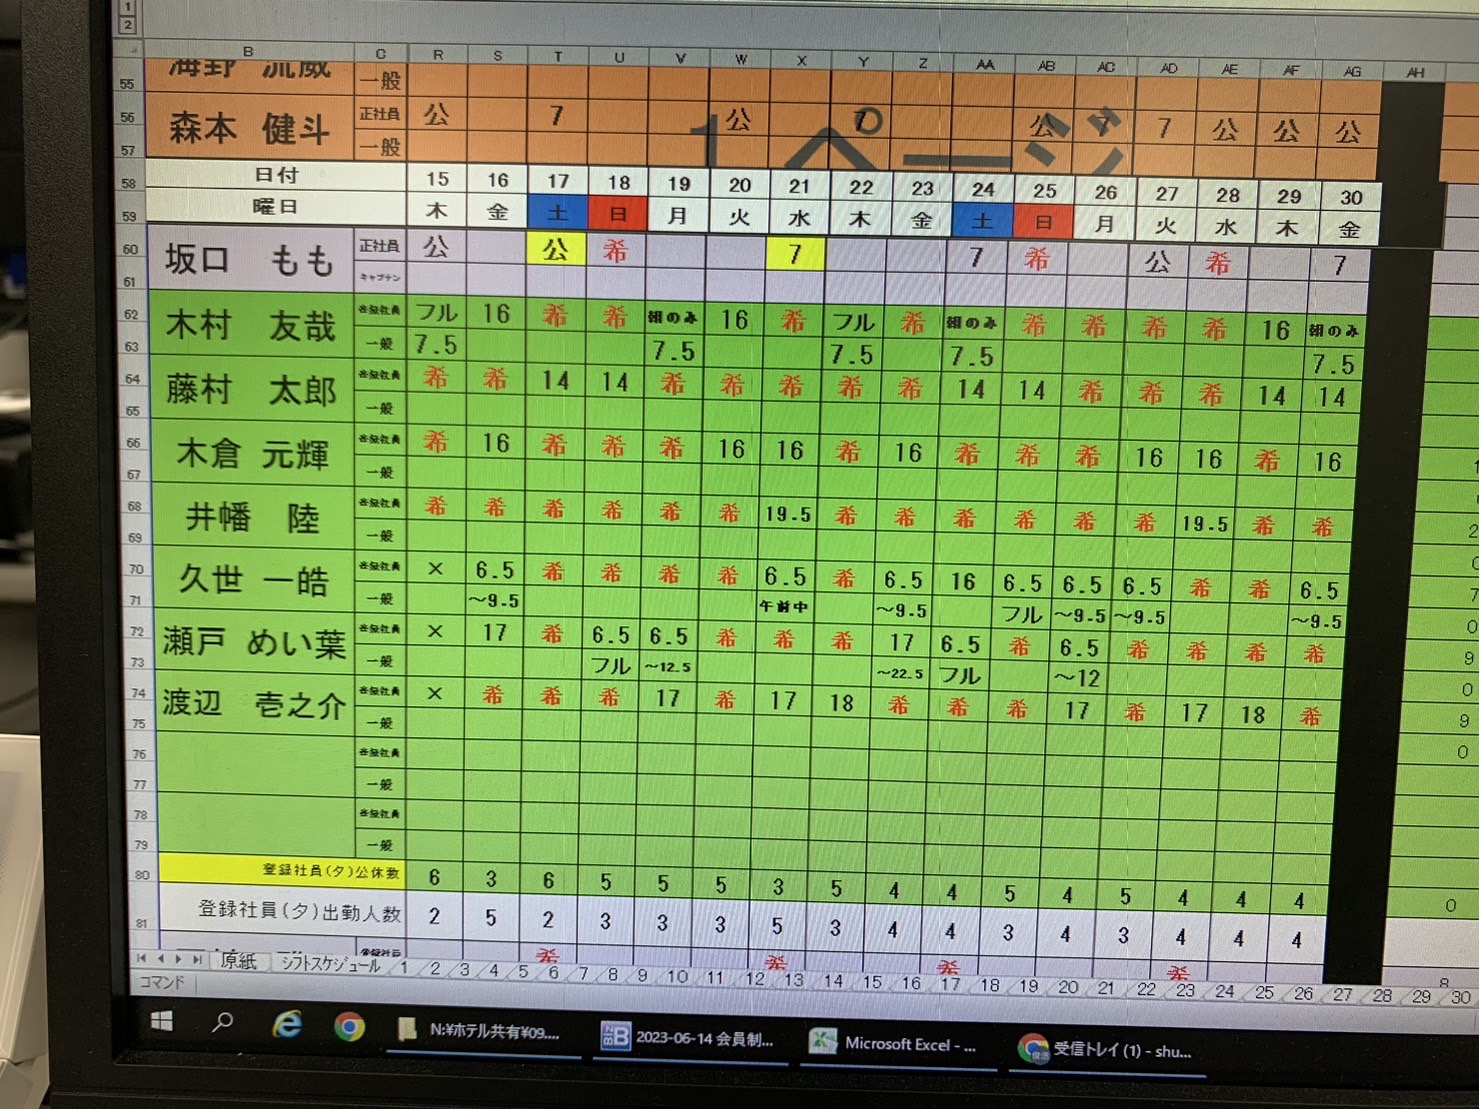 1
2
B C R S T U V W X Y Z AA AB AC AD AE AF AG AH
55 海野 流威 一般
56 森本 健斗 正社員 公 7 公 7 公 7 7 公 公 公
57 一般
1ページ
58 日付 15 16 17 18 19 20 21 22 23 24 25 26 27 28 29 30
59 曜日 木 金 土 日 月 火 水 木 金 土 日 月 火 水 木 金
60 坂口 もも 正社員 公 公 希 7 7 希 公 希 7
61 キャプテン
62 木村 友哉 登録社員 フル 16 希 希 朝のみ 16 希 フル 希 朝のみ 希 希 希 希 16 朝のみ
63 一般 7.5 7.5 7.5 7.5 7.5
64 藤村 太郎 登録社員 希 希 14 14 希 希 希 希 希 14 14 希 希 希 14 14
65 一般
66 木倉 元輝 登録社員 希 16 希 希 希 16 16 希 16 希 希 希 16 16 希 16
67 一般
68 井幡 陸 登録社員 希 希 希 希 希 希 19.5 希 希 希 希 希 希 19.5 希 希
69 一般
70 久世 一皓 登録社員 × 6.5 希 希 希 希 6.5 希 6.5 16 6.5 6.5 6.5 希 希 6.5
71 一般 ～9.5 午前中 ～9.5 フル ～9.5 ～9.5 ～9.5
72 瀬戸 めい葉 登録社員 × 17 希 6.5 6.5 希 希 希 17 6.5 希 6.5 希 希 希 希
73 一般 フル ～12.5 ～22.5 フル ～12
74 渡辺 壱之介 登録社員 × 希 希 希 17 希 17 18 希 希 希 17 希 17 18 希
75 一般
76 登録社員
77 一般
78 登録社員
79 一般
80 登録社員(夕)公休数 6 3 6 5 5 5 3 5 4 4 5 4 5 4 4 4 0
81 登録社員(夕)出勤人数 2 5 2 3 3 3 5 3 4 4 3 4 3 4 4 4
登録社員 希 希 希 希 8
原紙 シフトスケジュール 1 2 3 4 5 6 7 8 9 10 11 12 13 14 15 16 17 18 19 20 21 22 23 24 25 26 27 28 29 30
コマンド
N:¥ホテル共有¥09....
2023-06-14 会員制...
Microsoft Excel - ...
受信トレイ (1) - shu...